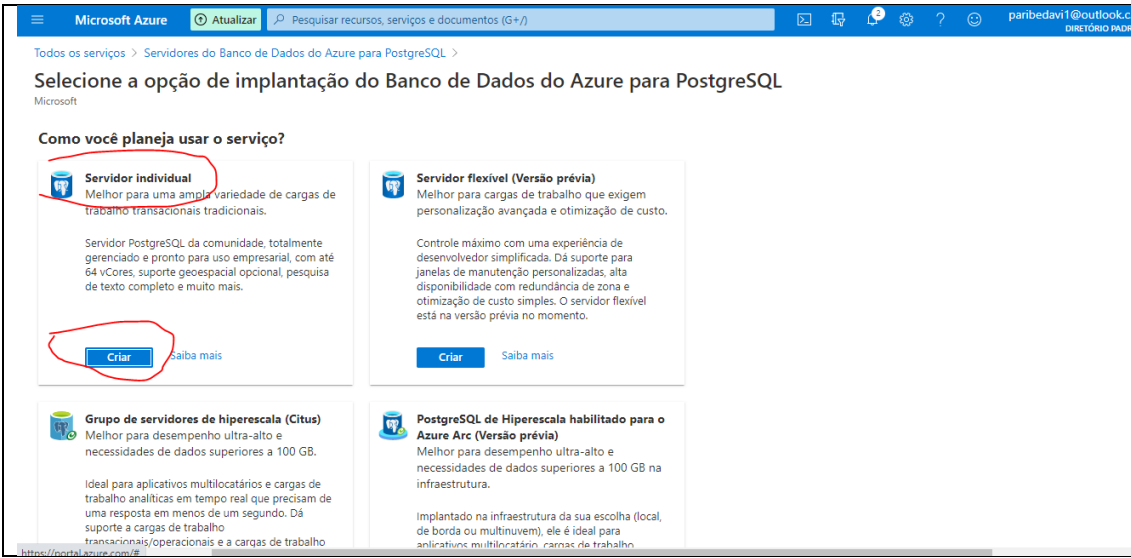 Microsoft Azure
Atualizar
Pesquisar recursos, serviços e documentos (G+/)
2
?
paribedavi1@outlook.c
DIRETÓRIO PADR
Todos os serviços > Servidores do Banco de Dados do Azure para PostgreSQL >
Selecione a opção de implantação do Banco de Dados do Azure para PostgreSQL
Microsoft
Como você planeja usar o serviço?
Servidor individual
Melhor para uma ampla variedade de cargas de
trabalho transacionais tradicionais.
Servidor PostgreSQL da comunidade, totalmente
gerenciado e pronto para uso empresarial, com até
64 vCores, suporte geoespacial opcional, pesquisa
de texto completo e muito mais.
Criar
Saiba mais
Servidor flexível (Versão prévia)
Melhor para cargas de trabalho que exigem
personalização avançada e otimização de custo.
Controle máximo com uma experiência de
desenvolvedor simplificada. Dá suporte para
janelas de manutenção personalizadas, alta
disponibilidade com redundância de zona e
otimização de custo simples. O servidor flexível
está na versão prévia no momento.
Criar
Saiba mais
Grupo de servidores de hiperescala (Citus)
Melhor para desempenho ultra-alto e
necessidades de dados superiores a 100 GB.
Ideal para aplicativos multilocatários e cargas de
trabalho analíticas em tempo real que precisam de
uma resposta em menos de um segundo. Dá
suporte a cargas de trabalho
transacionais/operacionais e a cargas de trabalho
PostgreSQL de Hiperescala habilitado para o
Azure Arc (Versão prévia)
Melhor para desempenho ultra-alto e
necessidades de dados superiores a 100 GB na
infraestrutura.
Implantado na infraestrutura da sua escolha (local,
de borda ou multinuvem), ele é ideal para
aplicativos multilocatário, cargas de trabalho
https://portal.azure.com/#